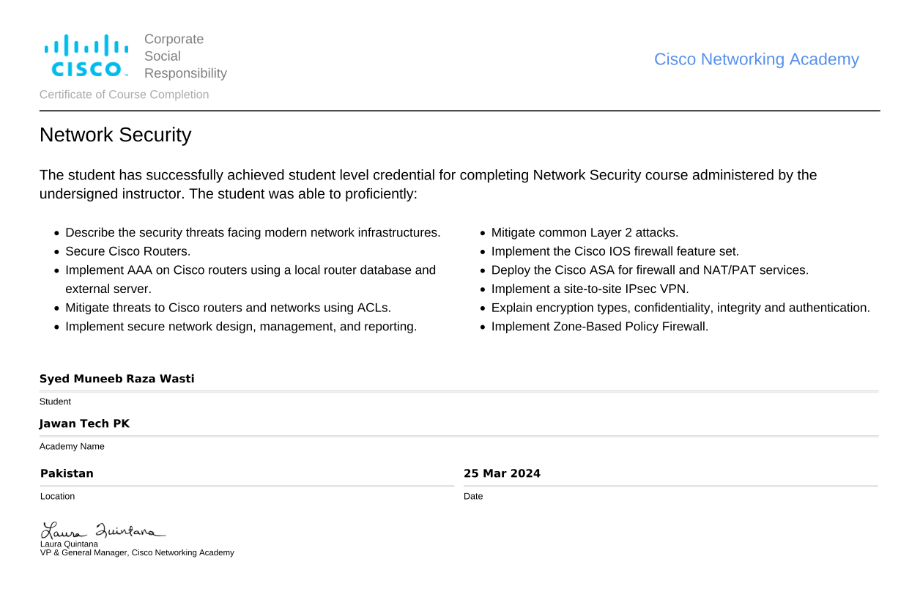 CISCO
Corporate
Social
Responsibility
Cisco Networking Academy
Certificate of Course Completion
Network Security
The student has successfully achieved student level credential for completing Network Security course administered by the
undersigned instructor. The student was able to proficiently:
• Describe the security threats facing modern network infrastructures.
• Secure Cisco Routers.
• Implement AAA on Cisco routers using a local router database and
external server.
• Mitigate threats to Cisco routers and networks using ACLs.
• Implement secure network design, management, and reporting.
• Mitigate common Layer 2 attacks.
• Implement the Cisco IOS firewall feature set.
• Deploy the Cisco ASA for firewall and NAT/PAT services.
• Implement a site-to-site IPsec VPN.
• Explain encryption types, confidentiality, integrity and authentication.
• Implement Zone-Based Policy Firewall.
Syed Muneeb Raza Wasti
Student
Jawan Tech PK
Academy Name
Pakistan
Location
25 Mar 2024
Date
Laura Quintana
Laura Quintana
VP & General Manager, Cisco Networking Academy